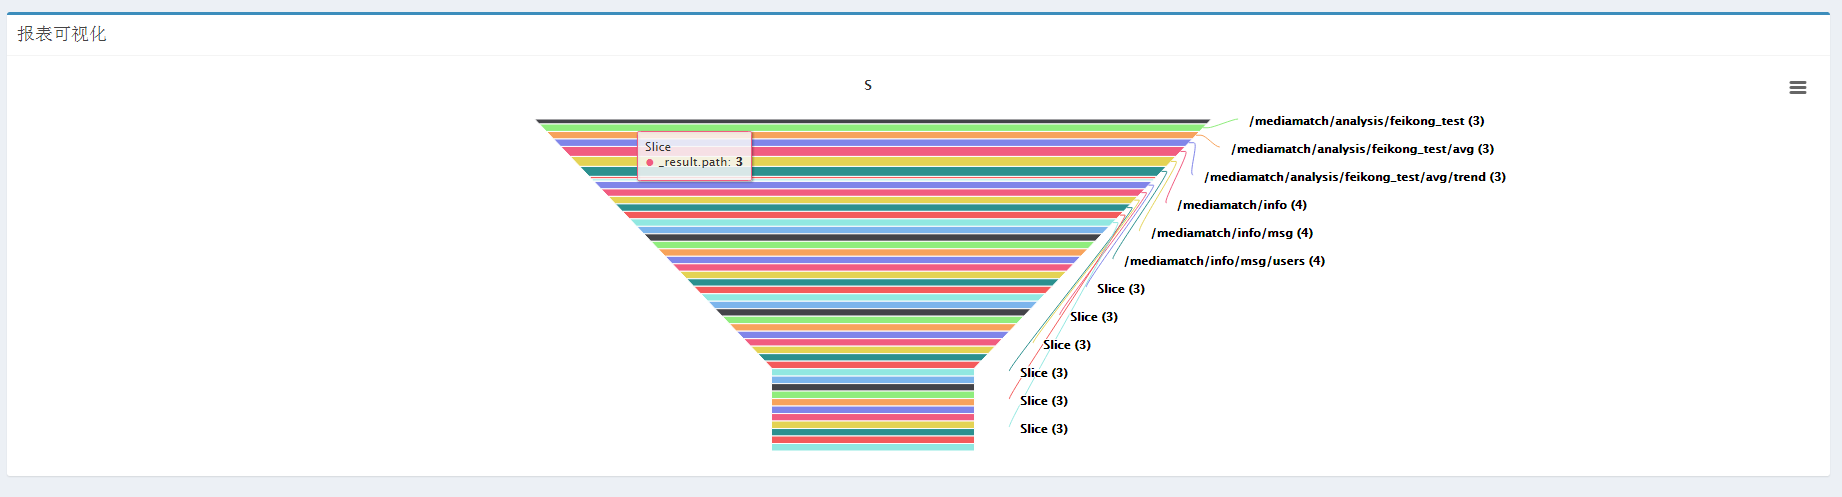 报表可视化
S
/mediamatch/analysis/feikong_test (3)
Slice
_result.path: 3
/mediamatch/analysis/feikong_test/avg (3)
/mediamatch/analysis/feikong_test/avg/trend (3)
/mediamatch/info (4)
/mediamatch/info/msg (4)
/mediamatch/info/msg/users (4)
Slice (3)
Slice (3)
Slice (3)
Slice (3)
Slice (3)
Slice (3)